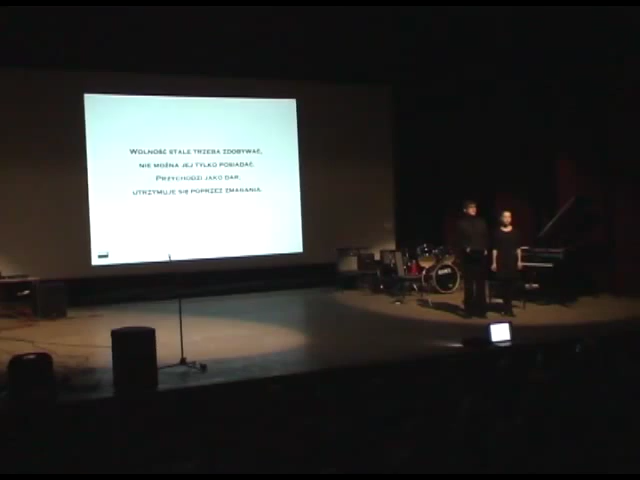 Wolność stale trzeba zdobywać,
nie można jej tylko posiadać.
Przychodzi jako dar,
utrzymuje się poprzez zmagania.